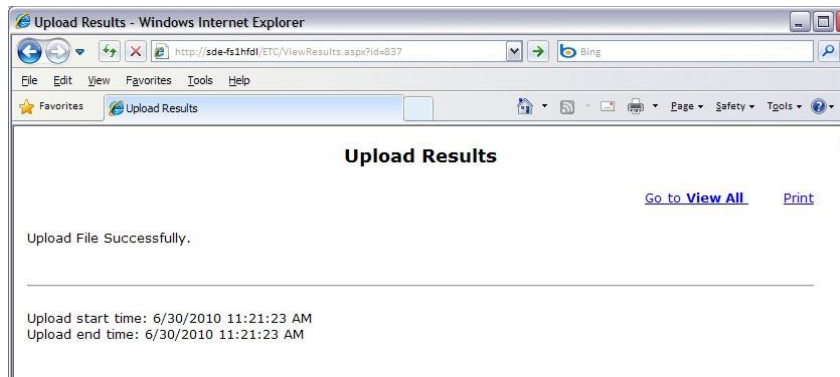 Upload Results - Windows Internet Explorer
http://sde-fs1hfdl/ETC/ViewResults.aspx?id=837
Bing
File Edit View Favorites Tools Help
Favorites Upload Results Page Safety Tools
Upload Results
Go to View All Print
Upload File Successfully.
Upload start time: 6/30/2010 11:21:23 AM
Upload end time: 6/30/2010 11:21:23 AM